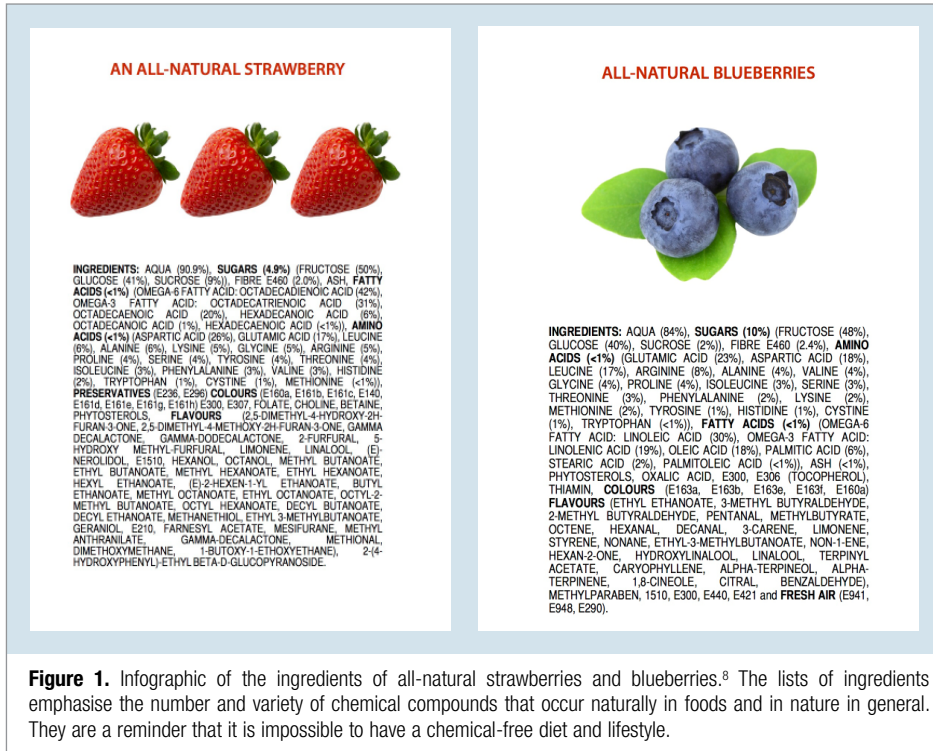 AN ALL-NATURAL STRAWBERRY
INGREDIENTS: AQUA (90.9%), SUGARS (4.9%) (FRUCTOSE (50%),
GLUCOSE (41%), SUCROSE (9%)), FIBRE E460 (2.0%), ASH, FATTY
ACIDS (<1%) (OMEGA-6 FATTY ACID: OCTADECADIENOIC ACID (42%),
OMEGA-3 FATTY ACID: OCTADECATRIENOIC ACID (31%),
OCTADECAENOIC ACID (20%), HEXADECANOIC ACID (6%),
OCTADECANOIC ACID (1%), HEXADECAENOIC ACID (<1%)), AMINO
ACIDS (<1%) (ASPARTIC ACID (26%), GLUTAMIC ACID (17%), LEUCINE
(6%), ALANINE (6%), LYSINE (5%), GLYCINE (5%), ARGININE (5%),
PROLINE (4%), SERINE (4%), TYROSINE (4%), THREONINE (4%),
ISOLEUCINE (3%), PHENYLALANINE (3%), VALINE (3%), HISTIDINE
(2%), TRYPTOPHAN (1%), CYSTINE (1%), METHIONINE (<1%)),
PRESERVATIVES (E236, E296) COLOURS (E160a, E161b, E161c, E140,
E161d, E161e, E161g, E161h) E300, E307, FOLATE, CHOLINE, BETAINE,
PHYTOSTEROLS, FLAVOURS (2,5-DIMETHYL-4-HYDROXY-2H-
FURAN-3-ONE, 2,5-DIMETHYL-4-METHOXY-2H-FURAN-3-ONE, GAMMA
DECALACTONE, GAMMA-DODECALACTONE, 2-FURFURAL, 5-
HYDROXY METHYL-FURFURAL, LIMONENE, LINALOOL, (E)-
NEROLIDOL, E1510, HEXANOL, OCTANOL, METHYL BUTANOATE,
ETHYL BUTANOATE, METHYL HEXANOATE, ETHYL HEXANOATE,
HEXYL ETHANOATE, (E)-2-HEXEN-1-YL ETHANOATE, BUTYL
ETHANOATE, METHYL OCTANOATE, ETHYL OCTANOATE, OCTYL-2-
METHYL BUTANOATE, OCTYL HEXANOATE, DECYL BUTANOATE,
DECYL ETHANOATE, METHANETHIOL, ETHYL 3-METHYLBUTANOATE,
GERANIOL, E210, FARNESYL ACETATE, MESIFURANE, METHYL
ANTHRANILATE, GAMMA-DECALACTONE, METHIONAL,
DIMETHOXYMETHANE, 1-BUTOXY-1-ETHOXYETHANE), 2-(4-
HYDROXYPHENYL)-ETHYL BETA-D-GLUCOPYRANOSIDE.
ALL-NATURAL BLUEBERRIES
INGREDIENTS: AQUA (84%), SUGARS (10%) (FRUCTOSE (48%),
GLUCOSE (40%), SUCROSE (2%)), FIBRE E460 (2.4%), AMINO
ACIDS (<1%) (GLUTAMIC ACID (23%), ASPARTIC ACID (18%),
LEUCINE (17%), ARGININE (8%), ALANINE (4%), VALINE (4%),
GLYCINE (4%), PROLINE (4%), ISOLEUCINE (3%), SERINE (3%),
THREONINE (3%), PHENYLALANINE (2%), LYSINE (2%),
METHIONINE (2%), TYROSINE (1%), HISTIDINE (1%), CYSTINE
(1%), TRYPTOPHAN (<1%)), FATTY ACIDS (<1%) (OMEGA-6
FATTY ACID: LINOLEIC ACID (30%), OMEGA-3 FATTY ACID:
LINOLENIC ACID (19%), OLEIC ACID (18%), PALMITIC ACID (6%),
STEARIC ACID (2%), PALMITOLEIC ACID (<1%)), ASH (<1%),
PHYTOSTEROLS, OXALIC ACID, E300, E306 (TOCOPHEROL),
THIAMIN, COLOURS (E163a, E163b, E163e, E163f, E160a)
FLAVOURS (ETHYL ETHANOATE, 3-METHYL BUTYRALDEHYDE,
2-METHYL BUTYRALDEHYDE, PENTANAL, METHYLBUTYRATE,
OCTENE, HEXANAL, DECANAL, 3-CARENE, LIMONENE,
STYRENE, NONANE, ETHYL-3-METHYLBUTANOATE, NON-1-ENE,
HEXAN-2-ONE, HYDROXYLINALOOL, LINALOOL, TERPINYL
ACETATE, CARYOPHYLLENE, ALPHA-TERPINEOL, ALPHA-
TERPINENE, 1,8-CINEOLE, CITRAL, BENZALDEHYDE),
METHYLPARABEN, 1510, E300, E440, E421 and FRESH AIR (E941,
E948, E290).
Figure 1. Infographic of the ingredients of all-natural strawberries and blueberries.⁸ The lists of ingredients
emphasise the number and variety of chemical compounds that occur naturally in foods and in nature in general.
They are a reminder that it is impossible to have a chemical-free diet and lifestyle.